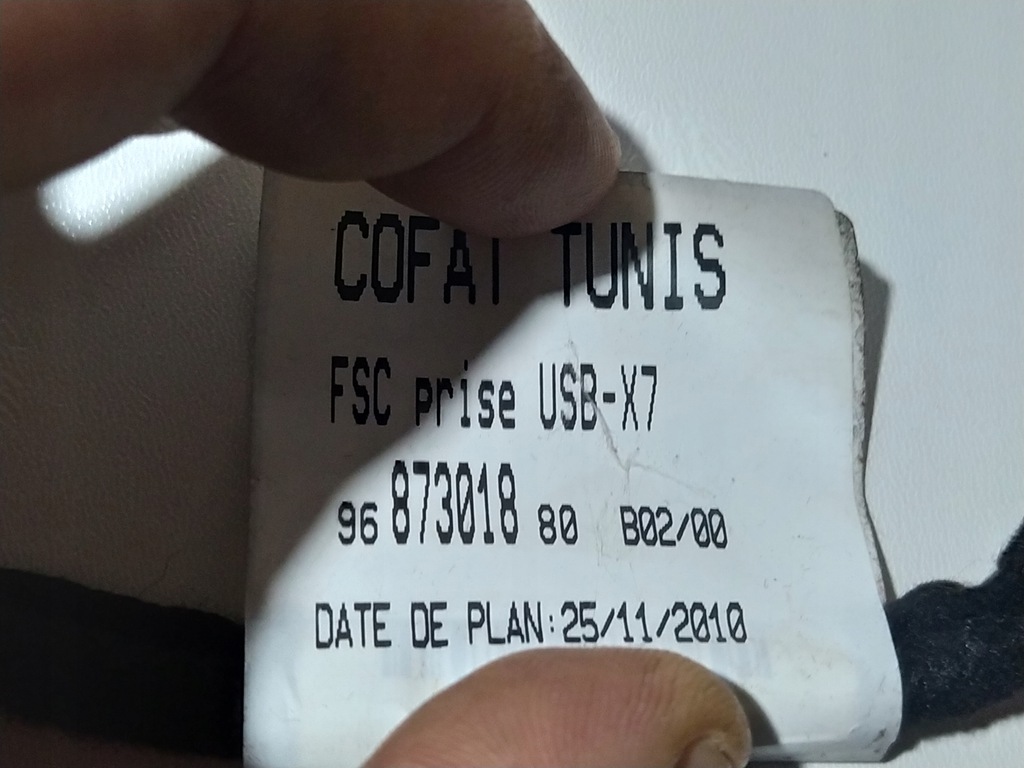 COFAT TUNIS
FSC prise USB-X7
96 873018 80 B02/00
DATE DE PLAN:25/11/2010